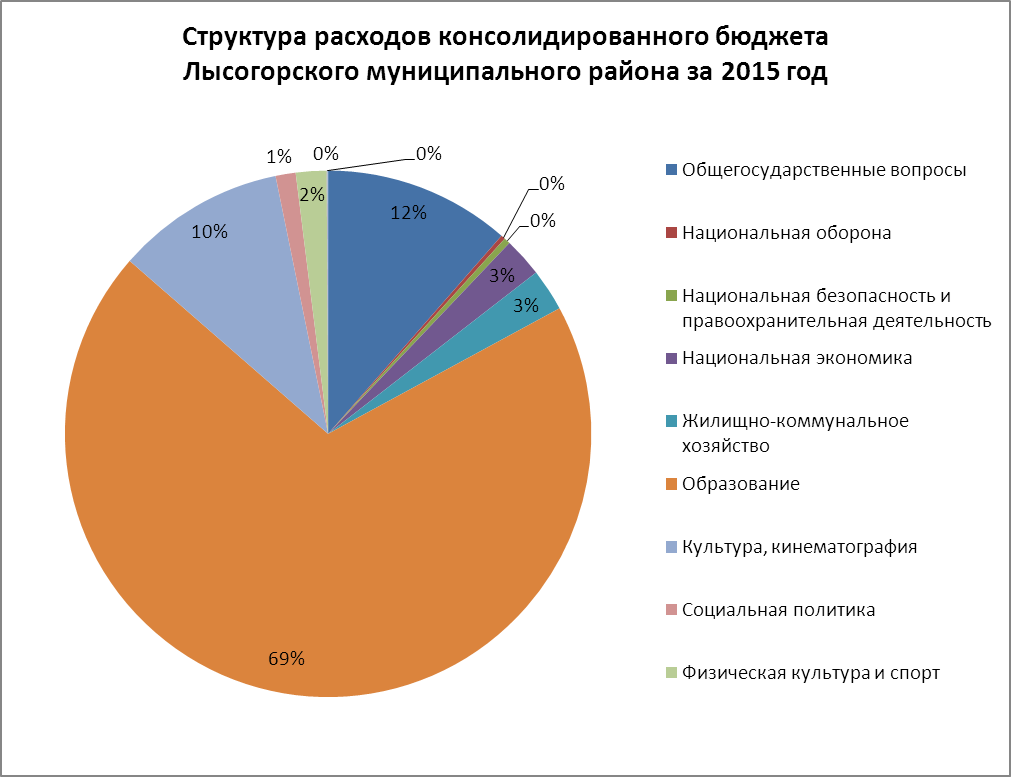 Структура расходов консолидированного бюджета
Лысогорского муниципального района за 2015 год
1%
0%
0%
2%
12%
0%
0%
10%
3%
3%
69%
Общегосударственные вопросы
Национальная оборона
Национальная безопасность и
правоохранительная деятельность
Национальная экономика
Жилищно-коммунальное
хозяйство
Образование
Культура, кинематография
Социальная политика
Физическая культура и спорт